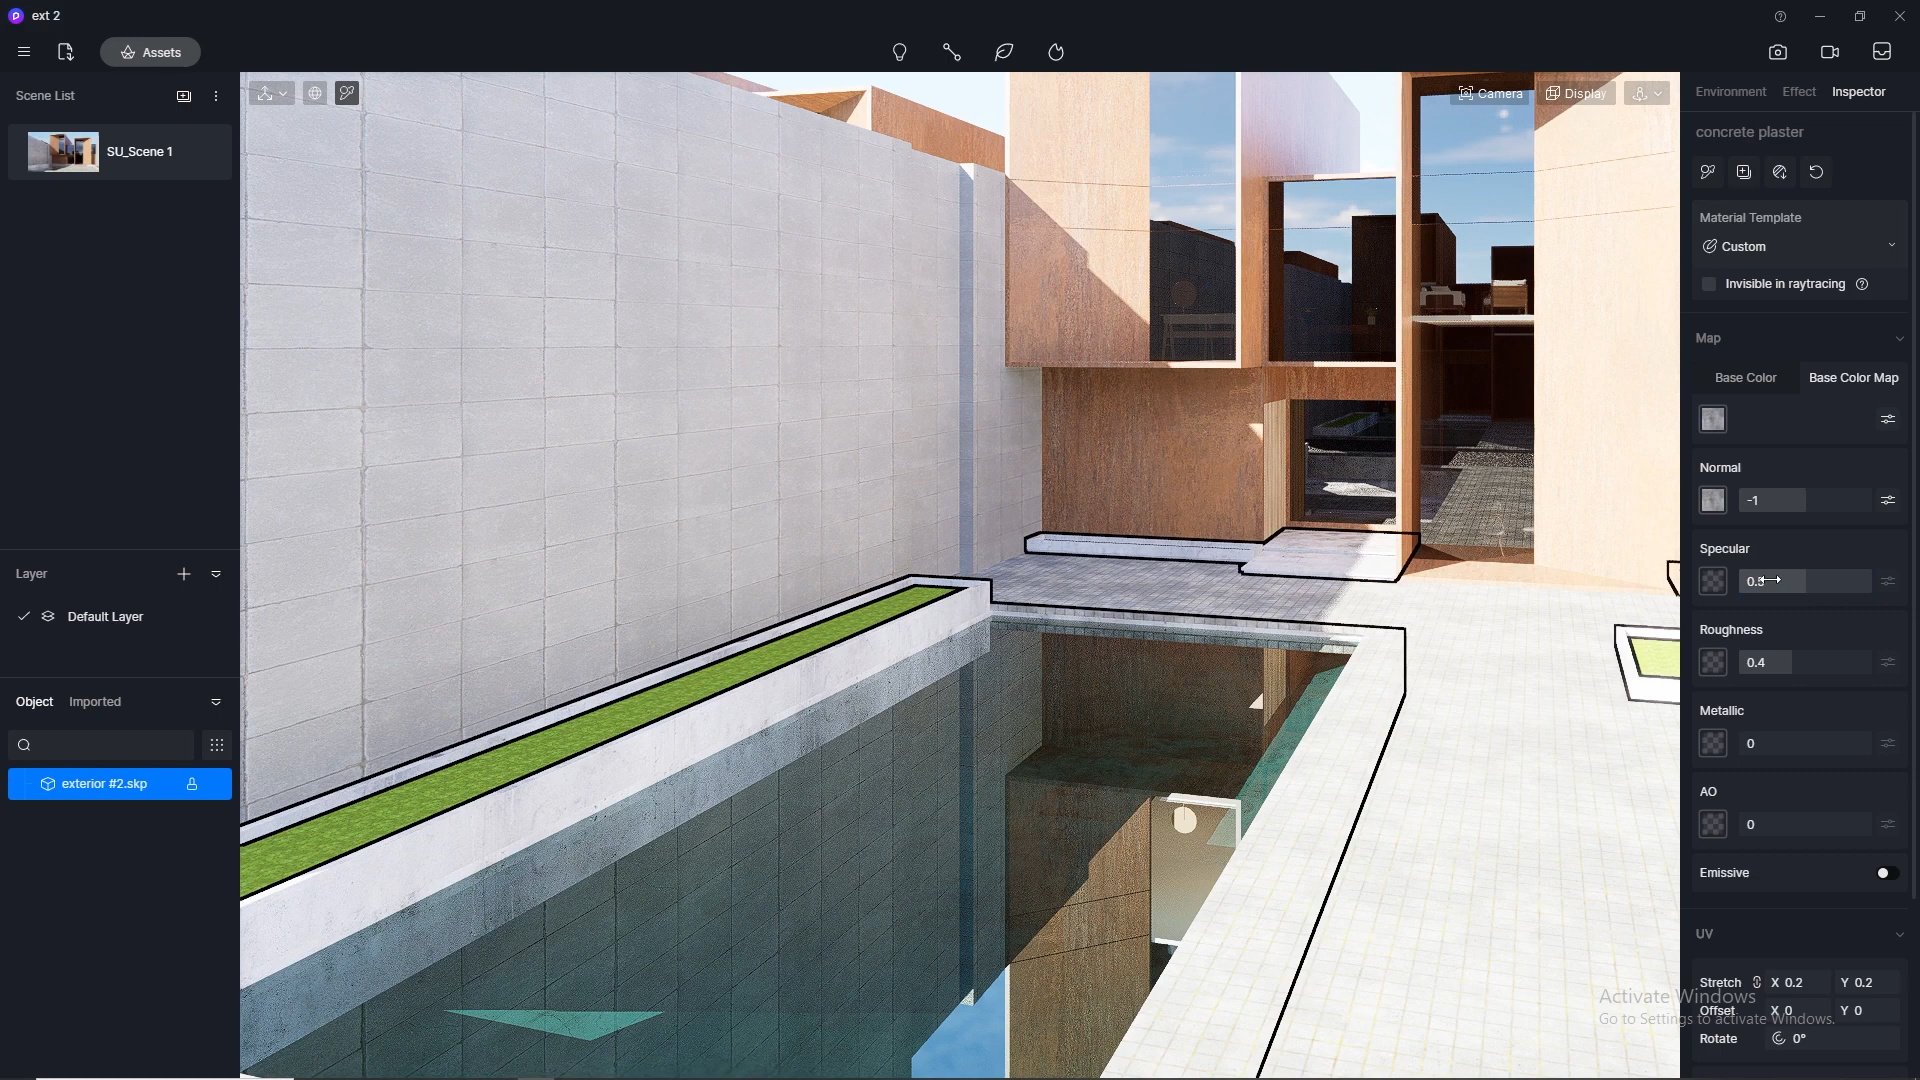 ext 2
Assets
Scene List
SU_Scene 1
Layer
Default Layer
Object Imported
exterior #2.skp
Camera
Display
Environment Effect Inspector
concrete plaster
Material Template
Custom
Invisible in raytracing
Map
Base Color Base Color Map
Normal
-1
Specular
Roughness
0.4
Metallic
0
AO
0
Emissive
UV
Stretch X 0.2 Y 0.2
Offset X 0 Y 0
Rotate 0°
Activate Windows
Go to Settings to activate Windows.